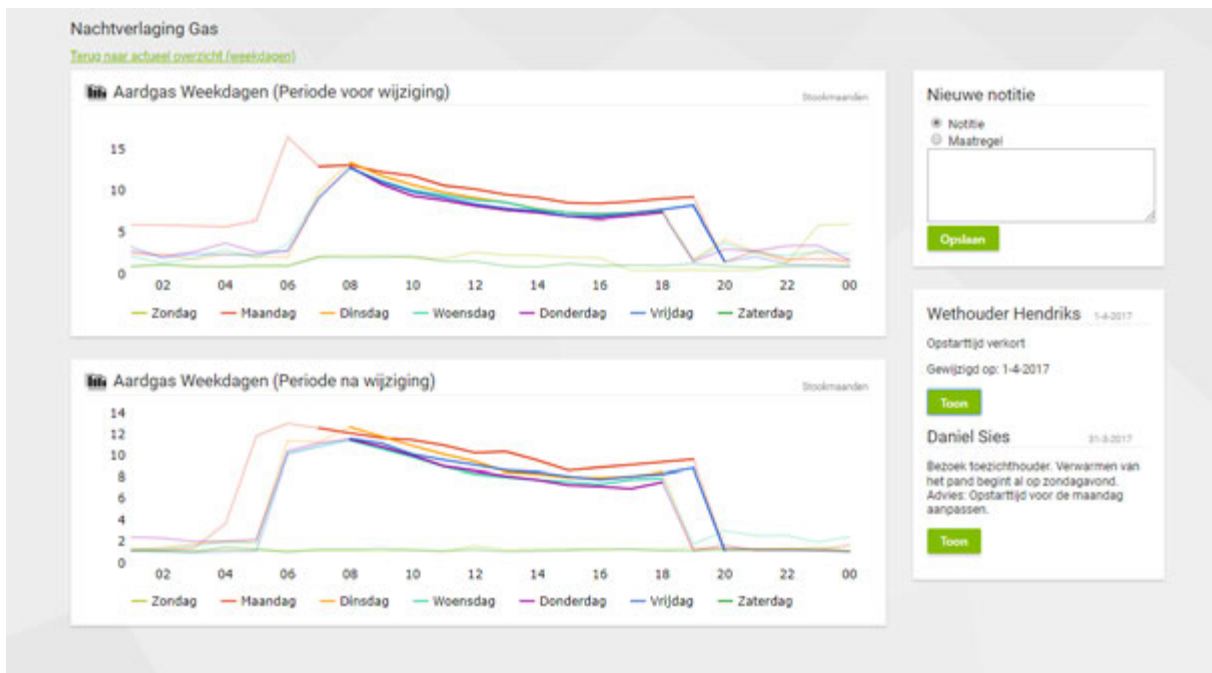 Nachtverlaging Gas
Terug naar actueel overzicht (weekdagen)
Aardgas Weekdagen (Periode voor wijziging)
Stookmaanden
15
10
5
0
02 04 06 08 10 12 14 16 18 20 22 00
Zondag Maandag Dinsdag Woensdag Donderdag Vrijdag Zaterdag
Aardgas Weekdagen (Periode na wijziging)
Stookmaanden
14
12
10
8
6
4
2
0
02 04 06 08 10 12 14 16 18 20 22 00
Zondag Maandag Dinsdag Woensdag Donderdag Vrijdag Zaterdag
Nieuwe notitie
Notitie
Maatregel
Opslaan
Wethouder Hendriks 1-4-2017
Opstarttijd verkort
Gewijzigd op: 1-4-2017
Toon
Daniel Sies 31-3-2017
Bezoek toezichthouder. Verwarmen van
het pand begint al op zondagavond.
Advies: Opstarttijd voor de maandag
aanpassen.
Toon